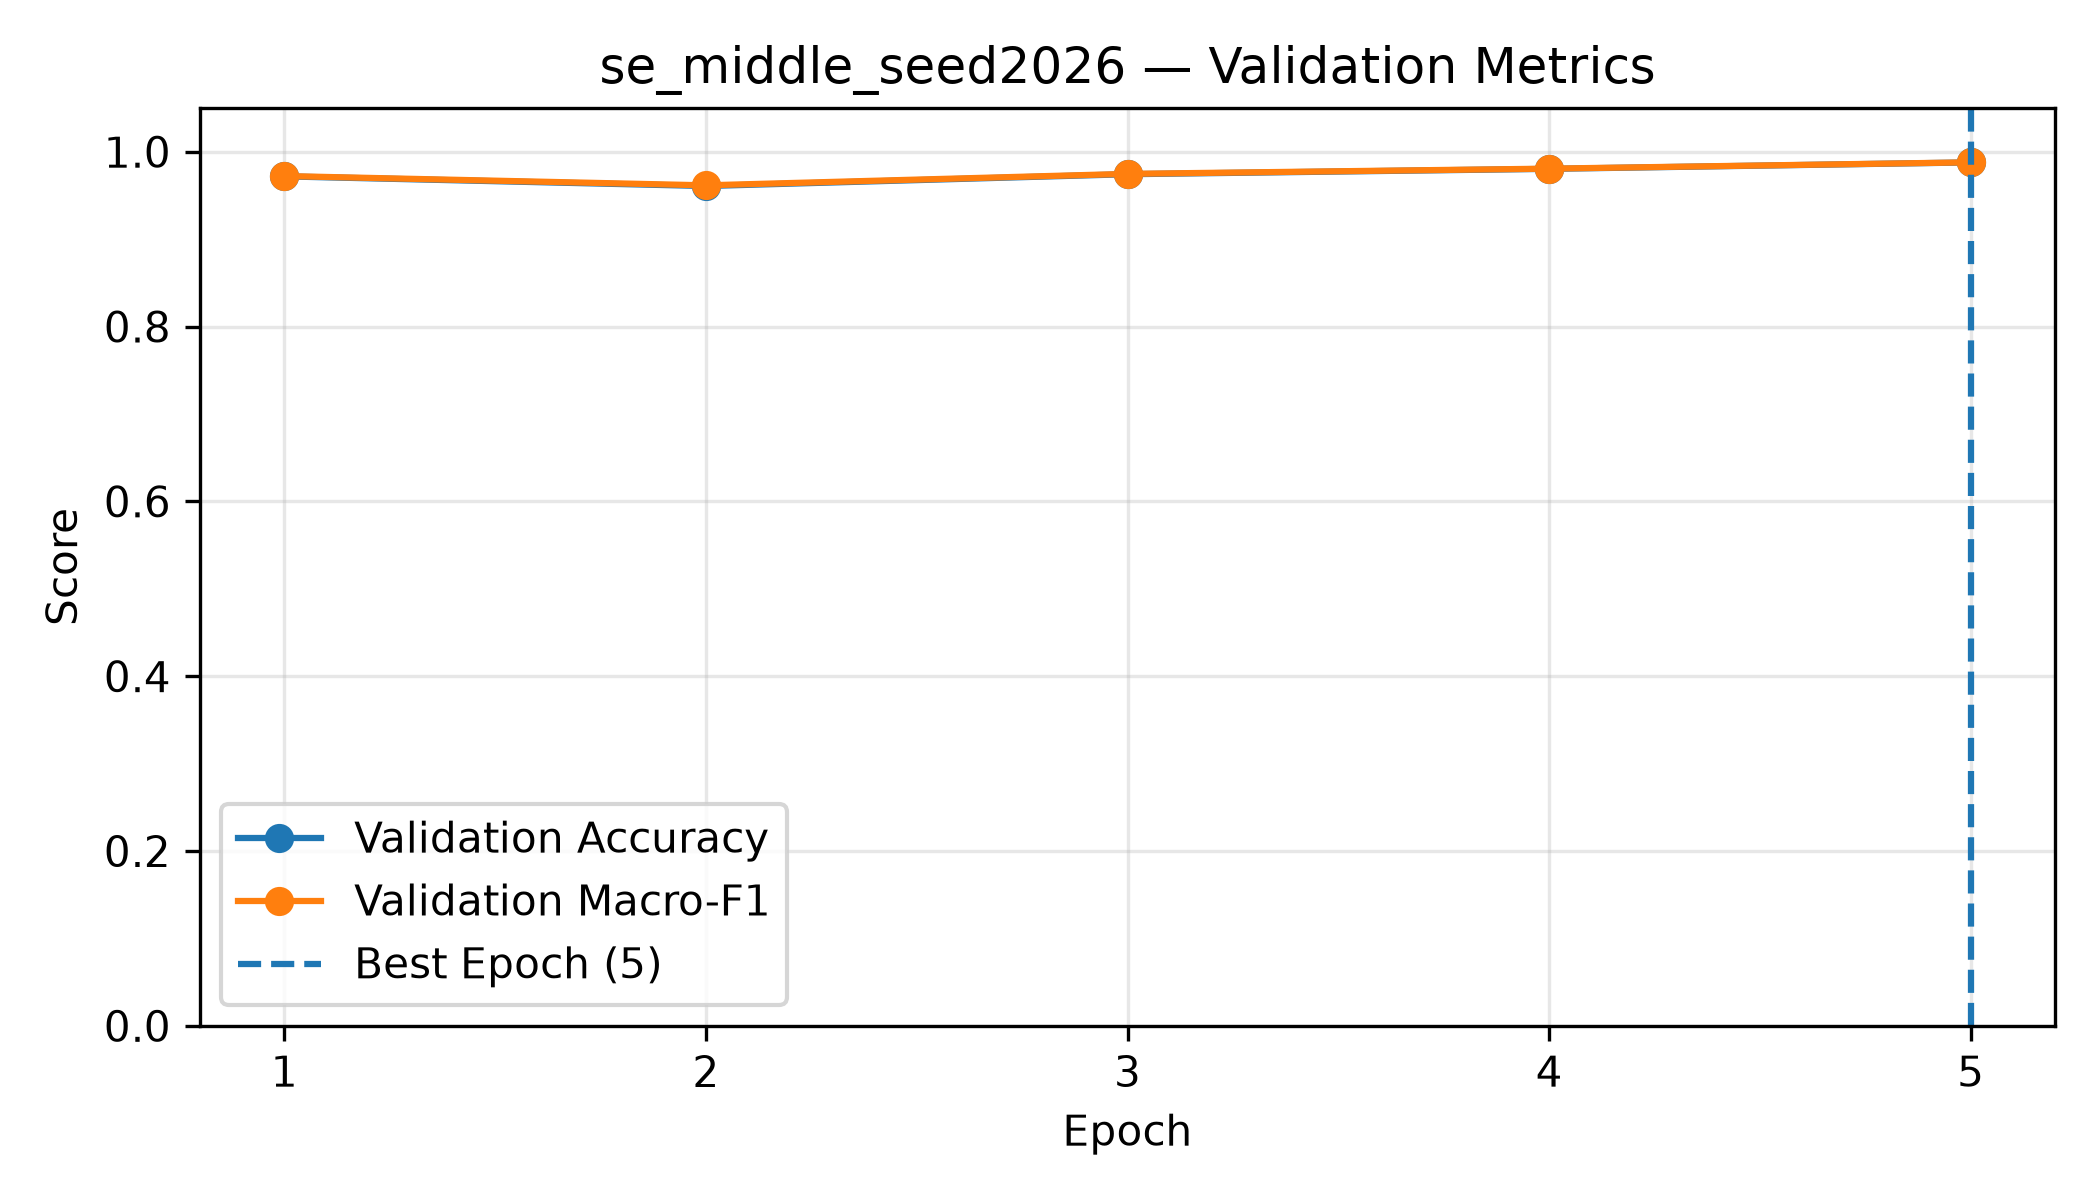 se_middle_seed2026 — Validation Metrics
1.0
0.8
0.6
0.4
0.2
0.0
Score
Validation Accuracy
Validation Macro-F1
Best Epoch (5)
1 2 3 4 5
Epoch